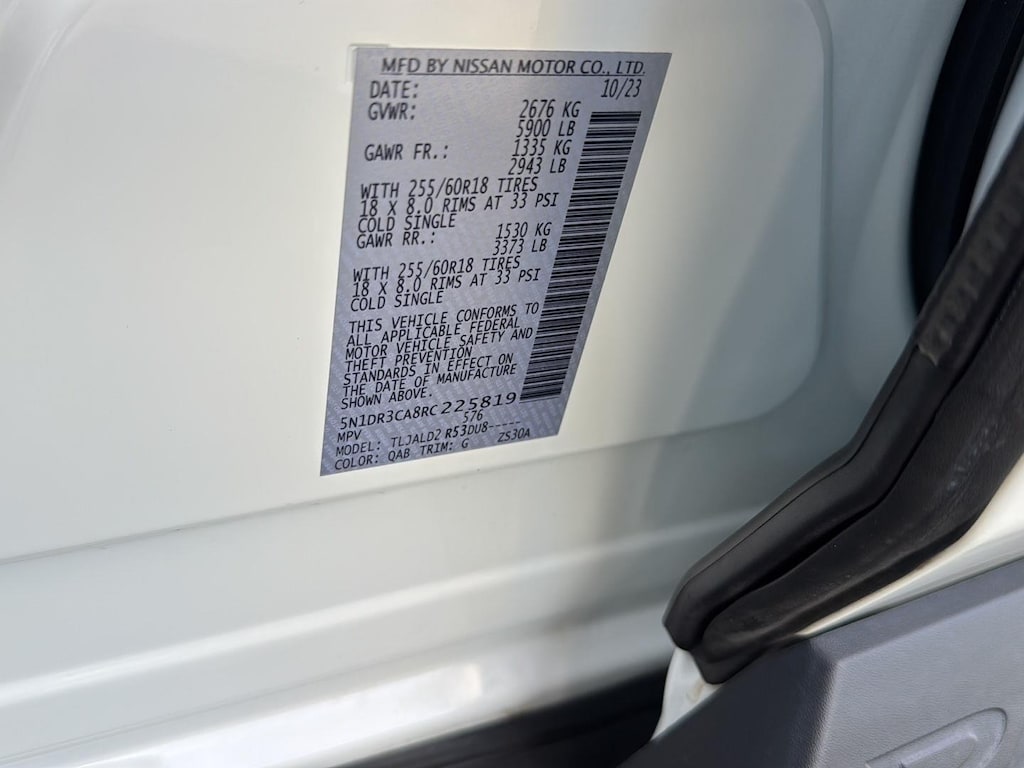 MFD BY NISSAN MOTOR CO., LTD.
DATE: 10/23
GVWR: 2676 KG
5900 LB
GAWR FR.: 1335 KG
2943 LB
WITH 255/60R18 TIRES
18 X 8.0 RIMS AT 33 PSI
COLD SINGLE
GAWR RR.: 1530 KG
3373 LB
WITH 255/60R18 TIRES
18 X 8.0 RIMS AT 33 PSI
COLD SINGLE
THIS VEHICLE CONFORMS TO
ALL APPLICABLE FEDERAL
MOTOR VEHICLE SAFETY AND
THEFT PREVENTION
STANDARDS IN EFFECT ON
THE DATE OF MANUFACTURE
SHOWN ABOVE.
5N1DR3CA8RC225819
MPV 576
MODEL: TLJALDZ R53DU8-----
COLOR: QAB TRIM: G ZS30A